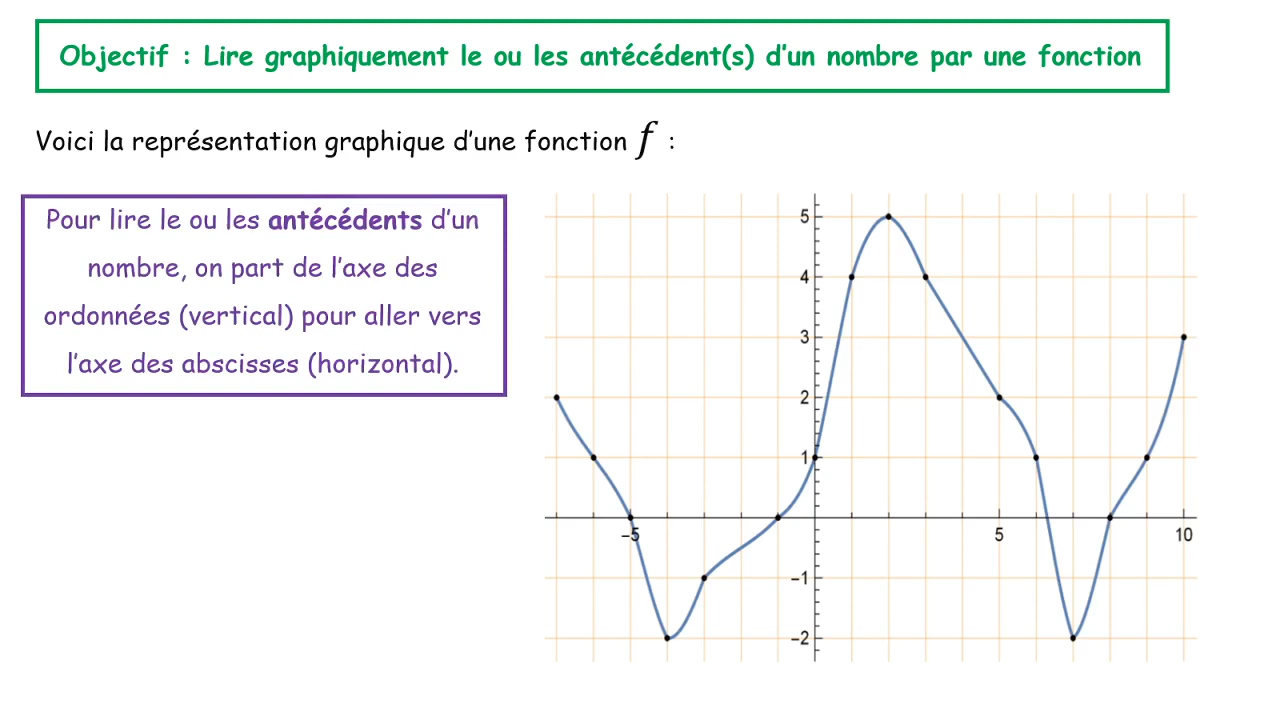 Objectif : Lire graphiquement le ou les antécédent(s) d’un nombre par une fonction
Voici la représentation graphique d’une fonction f :
Pour lire le ou les antécédents d’un
nombre, on part de l’axe des
ordonnées (vertical) pour aller vers
l’axe des abscisses (horizontal).
5
4
3
2
1
-5
5
10
-1
-2